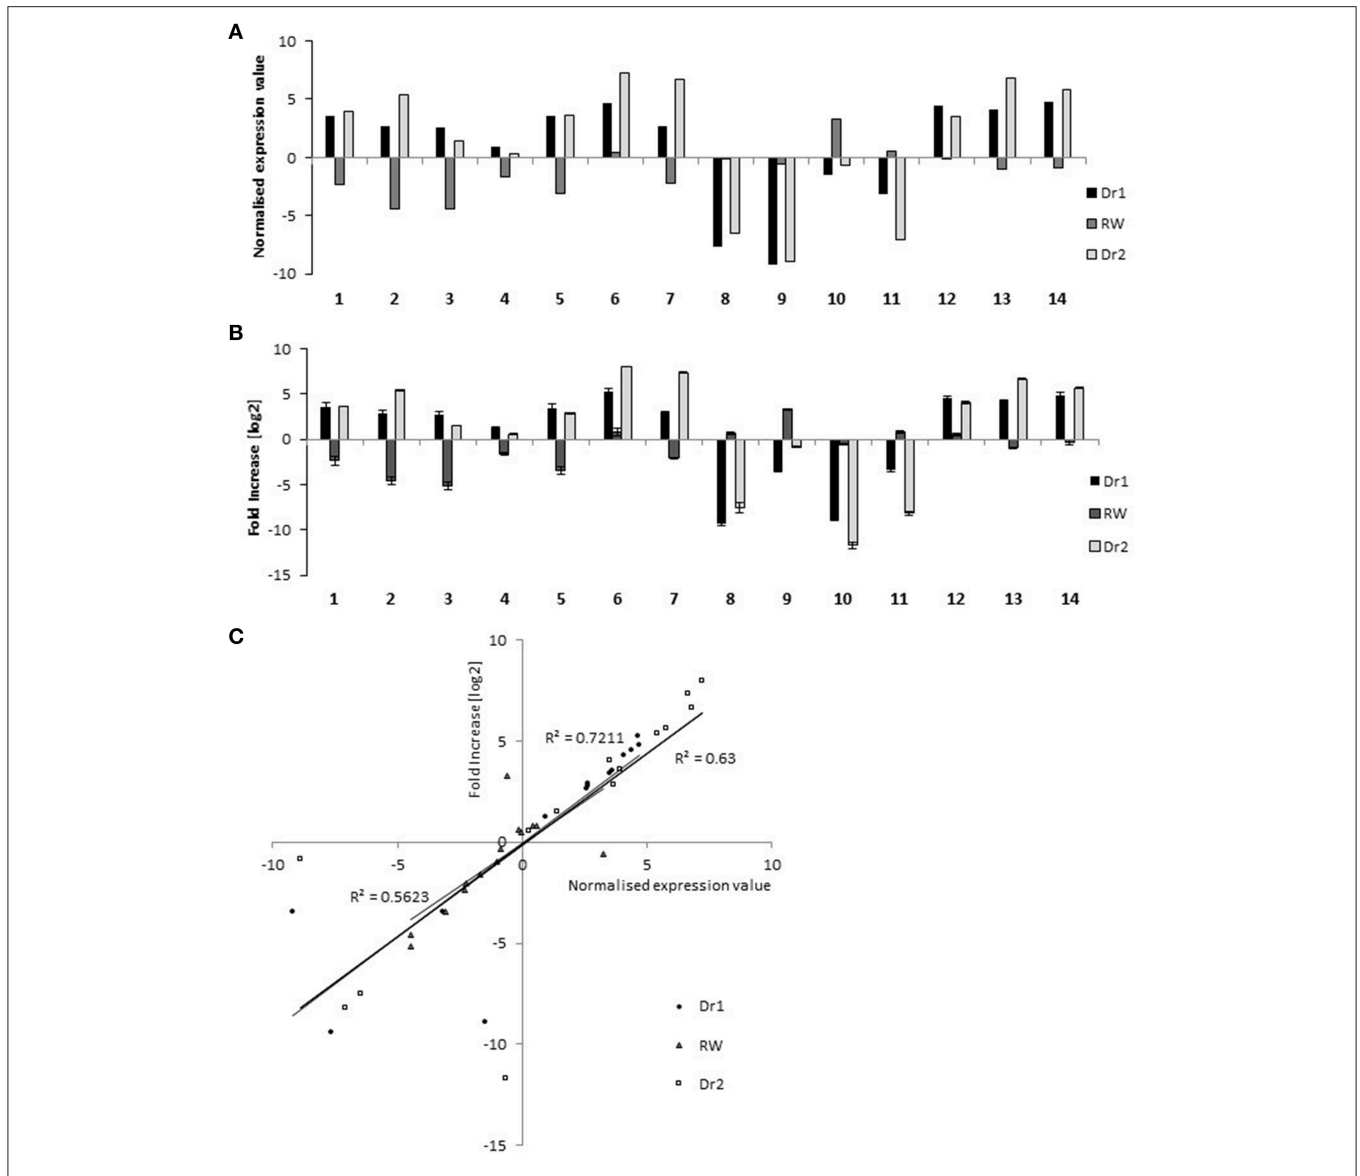 A
Normalised expression value
10
5
0
-5
-10
1 2 3 4 5 6 7 8 9 10 11 12 13 14
Dr1
RW
Dr2
B
Fold Increase [log2]
10
5
0
-5
-10
-15
1 2 3 4 5 6 7 8 9 10 11 12 13 14
Dr1
RW
Dr2
C
Fold Increase [log2]
10
R² = 0.7211
5
R² = 0.63
0
-10 -5 0 5 10
Normalised expression value
R² = 0.5623
-5
Dr1
-10
RW
Dr2
-15